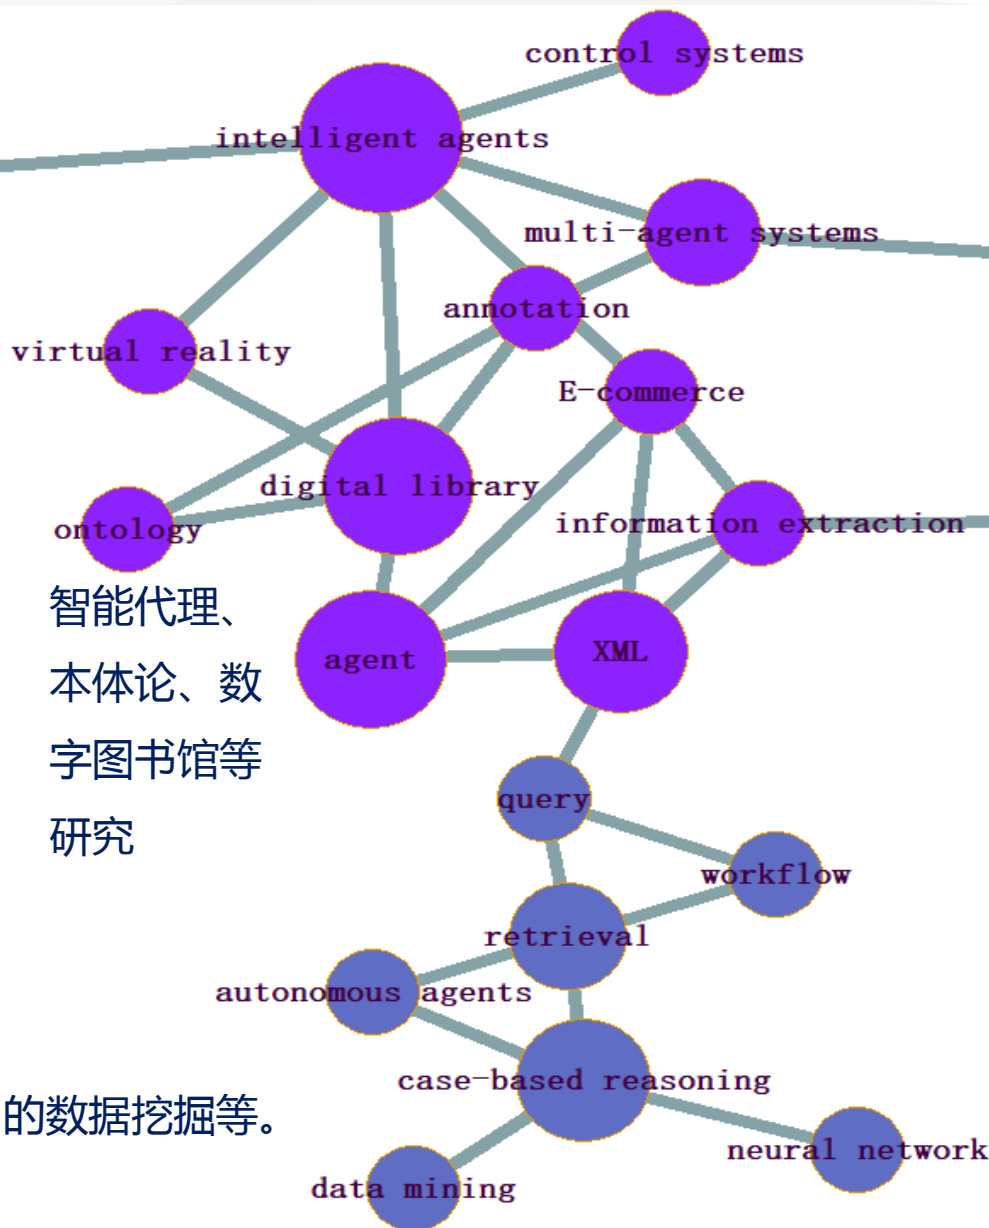 control systems
intelligent agents
multi-agent systems
annotation
virtual reality
E-commerce
digital library
information extraction
ontology
智能代理、
本体论、数
字图书馆等
研究
agent
XML
query
workflow
retrieval
autonomous agents
case-based reasoning
的数据挖掘等。
neural network
data mining